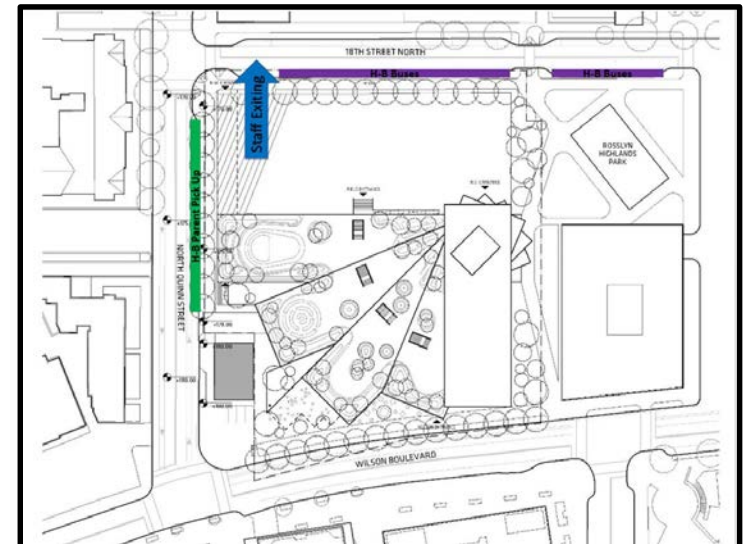 18TH STREET NORTH
H-B Buses
H-B Buses
Staff Exiting
H-B Parent Pick Up
NORTH QUINN STREET
ROSSLYN
HIGHLANDS
PARK
WILSON BOULEVARD